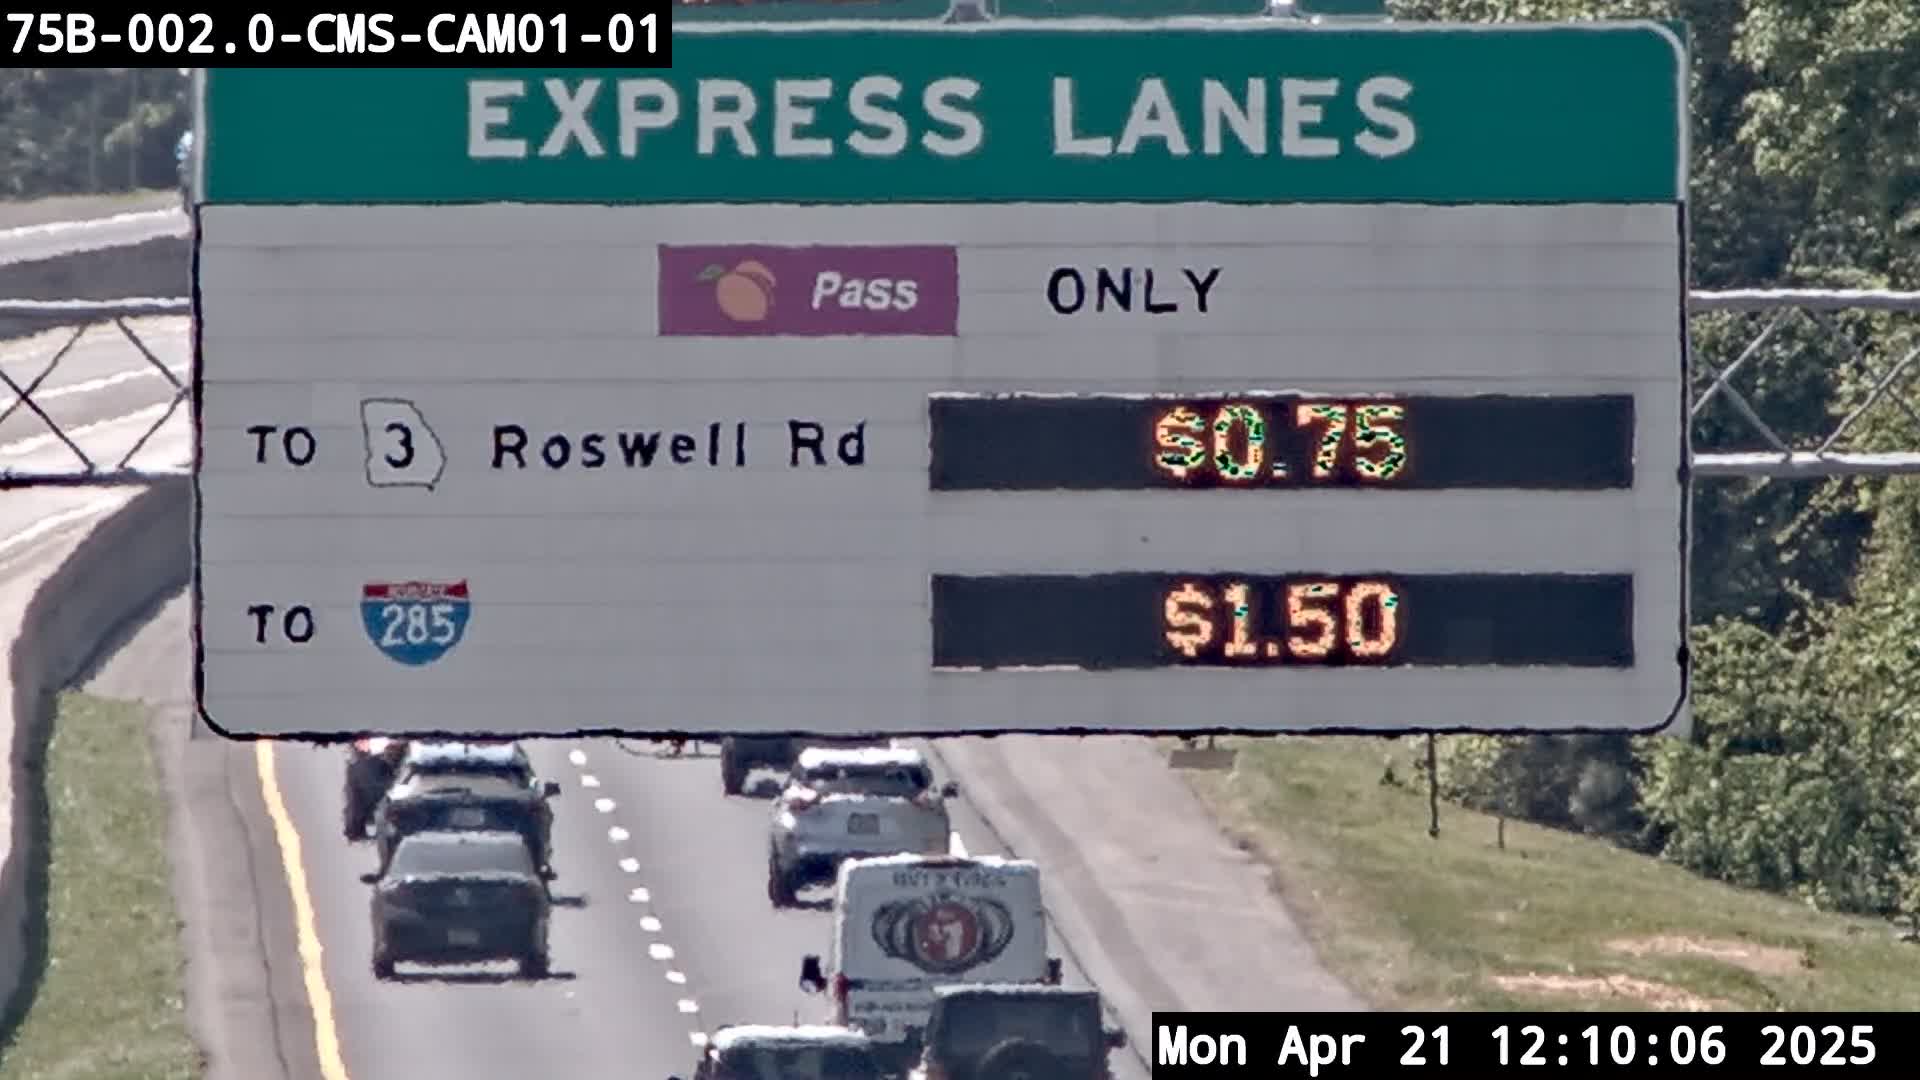 75B-002.0-CMS-CAM01-01
EXPRESS LANES
Pass ONLY
TO 3 Roswell Rd $0.75
TO 285 $1.50
Mon Apr 21 12:10:06 2025